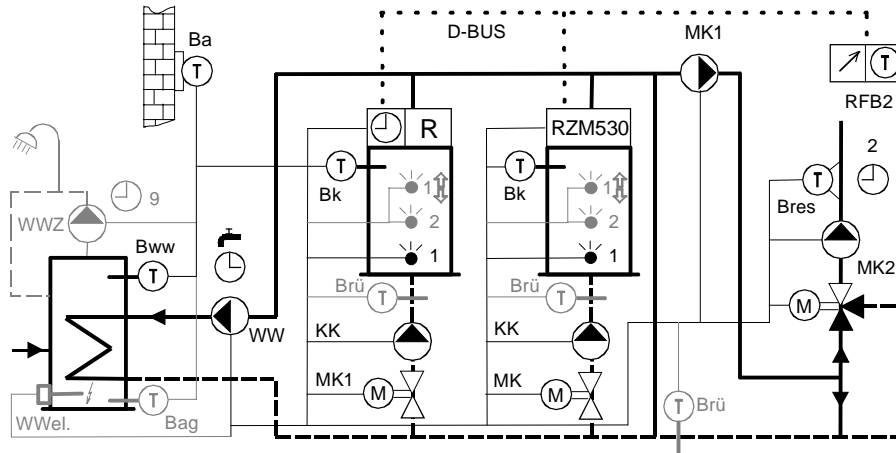 Ba
D-BUS
MK1
T
T
RFB2
R
RZM530
T
Bk
1
2
1
T
Bk
1
2
1
2
T
Bres
9
WWZ
Bww
T
Brü
T
Brü
T
MK2
M
WW
KK
KK
MK1
M
MK
M
T
Brü
WWel.
T
Bag